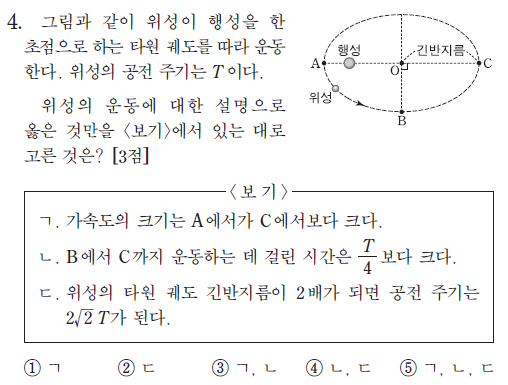 4. 그림과 같이 위성이 행성을 한
초점으로 하는 타원 궤도를 따라 운동
한다. 위성의 공전 주기는 T이다.
위성의 운동에 대한 설명으로
옳은 것만을 <보기>에서 있는 대로
고른 것은? [3점]
행성
긴반지름
A
O
C
위성
B
<보 기>
ㄱ. 가속도의 크기는 A에서가 C에서보다 크다.
ㄴ. B에서 C까지 운동하는 데 걸린 시간은 T/4 보다 크다.
ㄷ. 위성의 타원 궤도 긴반지름이 2배가 되면 공전 주기는
2√2 T가 된다.
① ㄱ ② ㄷ ③ ㄱ, ㄴ ④ ㄴ, ㄷ ⑤ ㄱ, ㄴ, ㄷ